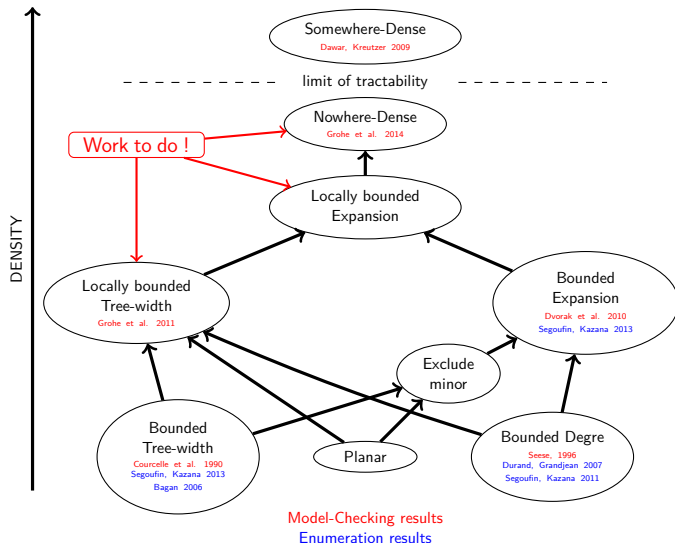 Somewhere-Dense
Dawar, Kreutzer 2009
limit of tractability
Nowhere-Dense
Grohe et al. 2014
Work to do !
Locally bounded
Expansion
DENSITY
Locally bounded
Tree-width
Grohe et al. 2011
Bounded
Expansion
Dvorak et al. 2010
Segoufin, Kazana 2013
Exclude
minor
Bounded
Tree-width
Courcelle et al. 1990
Segoufin, Kazana 2013
Bagan 2006
Planar
Bounded Degre
Seese, 1996
Durand, Grandjean 2007
Segoufin, Kazana 2011
Model-Checking results
Enumeration results